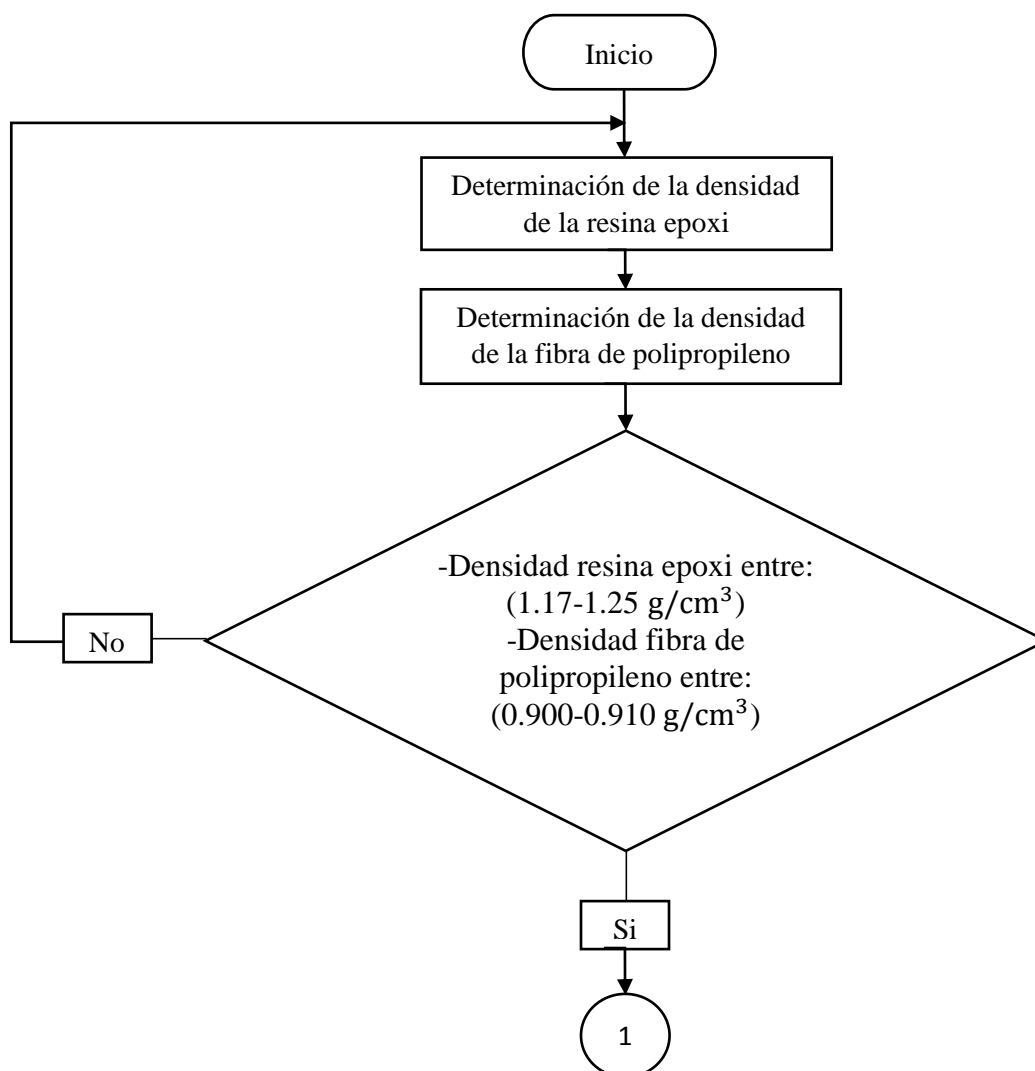 Inicio
Determinación de la densidad
de la resina epoxi
Determinación de la densidad
de la fibra de polipropileno
-Densidad resina epoxi entre:
(1.17-1.25 g/cm³)
-Densidad fibra de
polipropileno entre:
(0.900-0.910 g/cm³)
No
Si
1